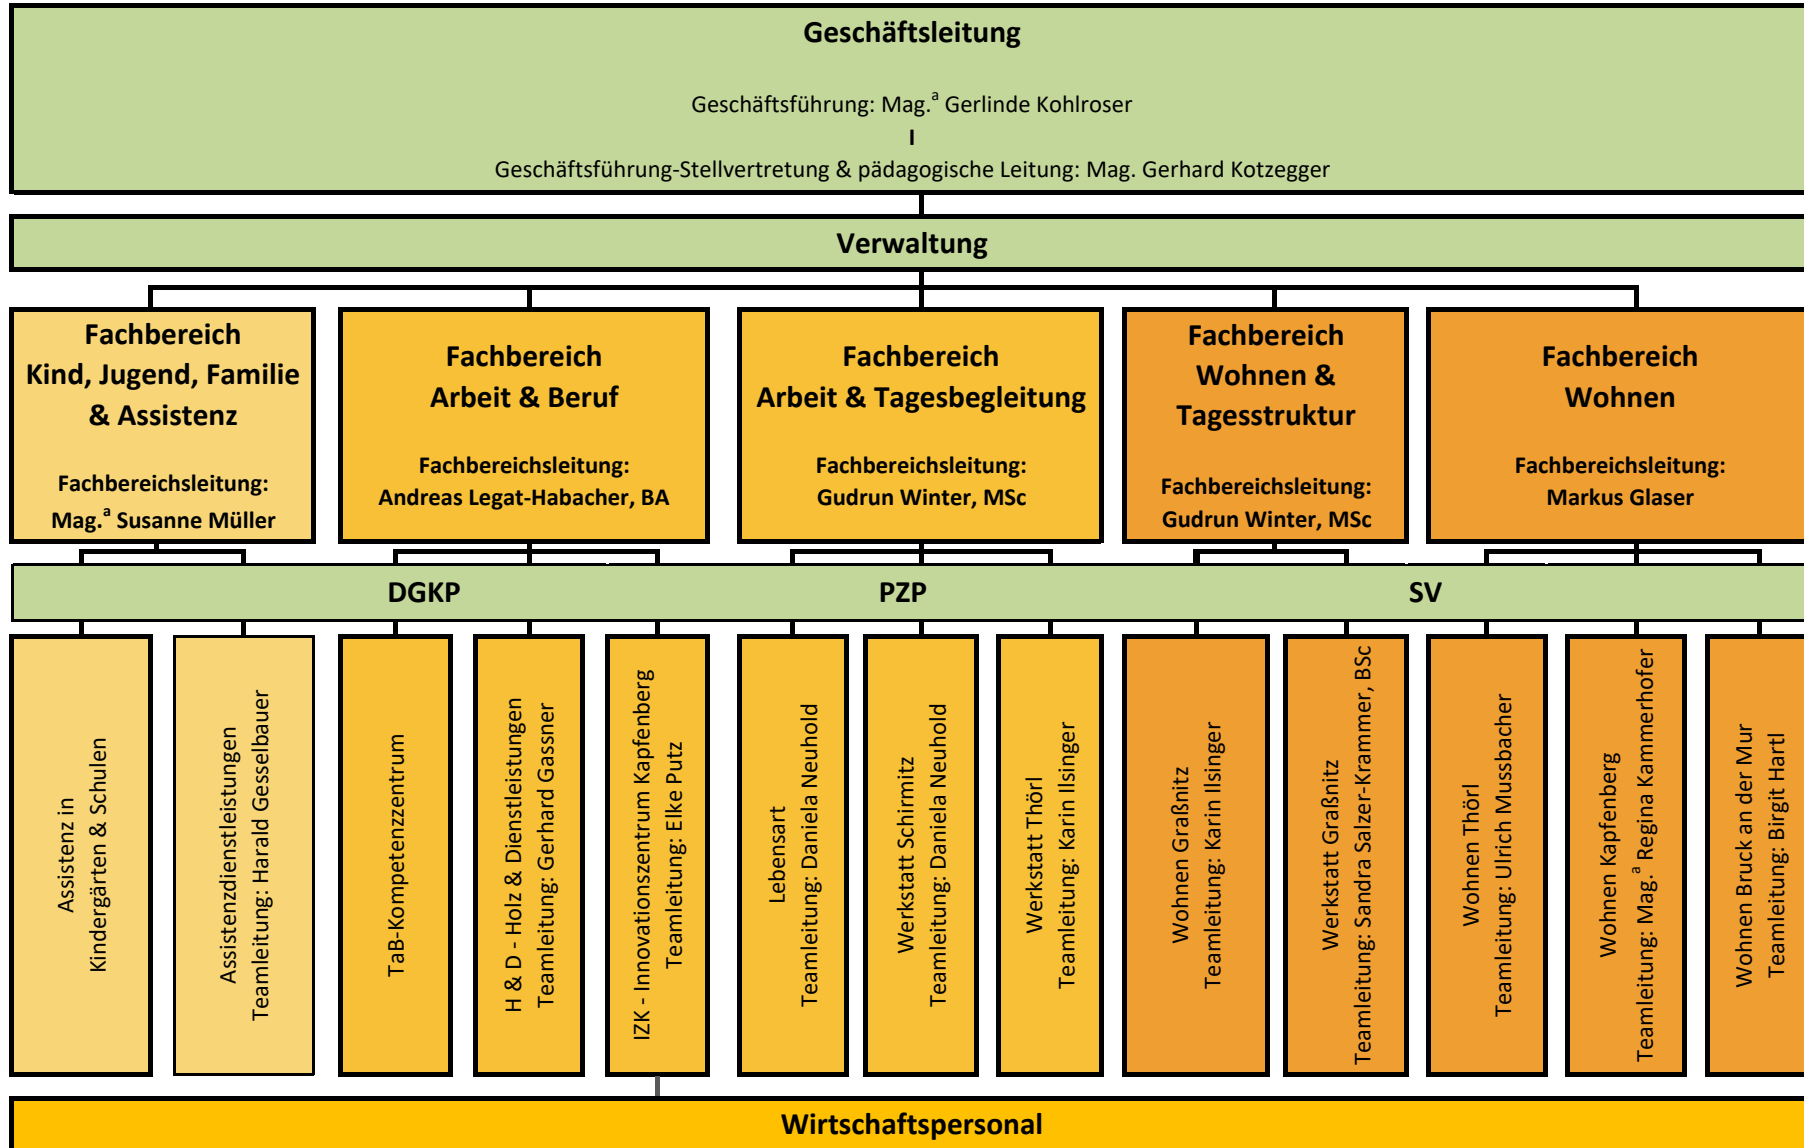 Geschäftsleitung
Geschäftsführung: Mag.ª Gerlinde Kohlroser
I
Geschäftsführung-Stellvertretung & pädagogische Leitung: Mag. Gerhard Kotzegger
Verwaltung
Fachbereich
Kind, Jugend, Familie
& Assistenz
Fachbereichsleitung:
Mag.ª Susanne Müller
Fachbereich
Arbeit & Beruf
Fachbereichsleitung:
Andreas Legat-Habacher, BA
Fachbereich
Arbeit & Tagesbegleitung
Fachbereichsleitung:
Gudrun Winter, MSc
Fachbereich
Wohnen &
Tagesstruktur
Fachbereichsleitung:
Gudrun Winter, MSc
Fachbereich
Wohnen
Fachbereichsleitung:
Markus Glaser
DGKP
PZP
SV
Assistenz in
Kindergärten & Schulen
Assistenzdienstleistungen
Teamleitung: Harald Gesselbauer
TaB-Kompetenzzentrum
H & D - Holz & Dienstleistungen
Teamleitung: Gerhard Gassner
IZK - Innovationszentrum Kapfenberg
Teamleitung: Elke Putz
Lebensart
Teamleitung: Daniela Neuhold
Werkstatt Schirmitz
Teamleitung: Daniela Neuhold
Werkstatt Thörl
Teamleitung: Karin Ilsinger
Wohnen Graßnitz
Teamleitung: Karin Ilsinger
Werkstatt Graßnitz
Teamleitung: Sandra Salzer-Krammer, BSc
Wohnen Thörl
Teamleitung: Ulrich Mussbacher
Wohnen Kapfenberg
Teamleitung: Mag.ª Regina Kammerhofer
Wohnen Bruck an der Mur
Teamleitung: Birgit Hartl
Wirtschaftspersonal